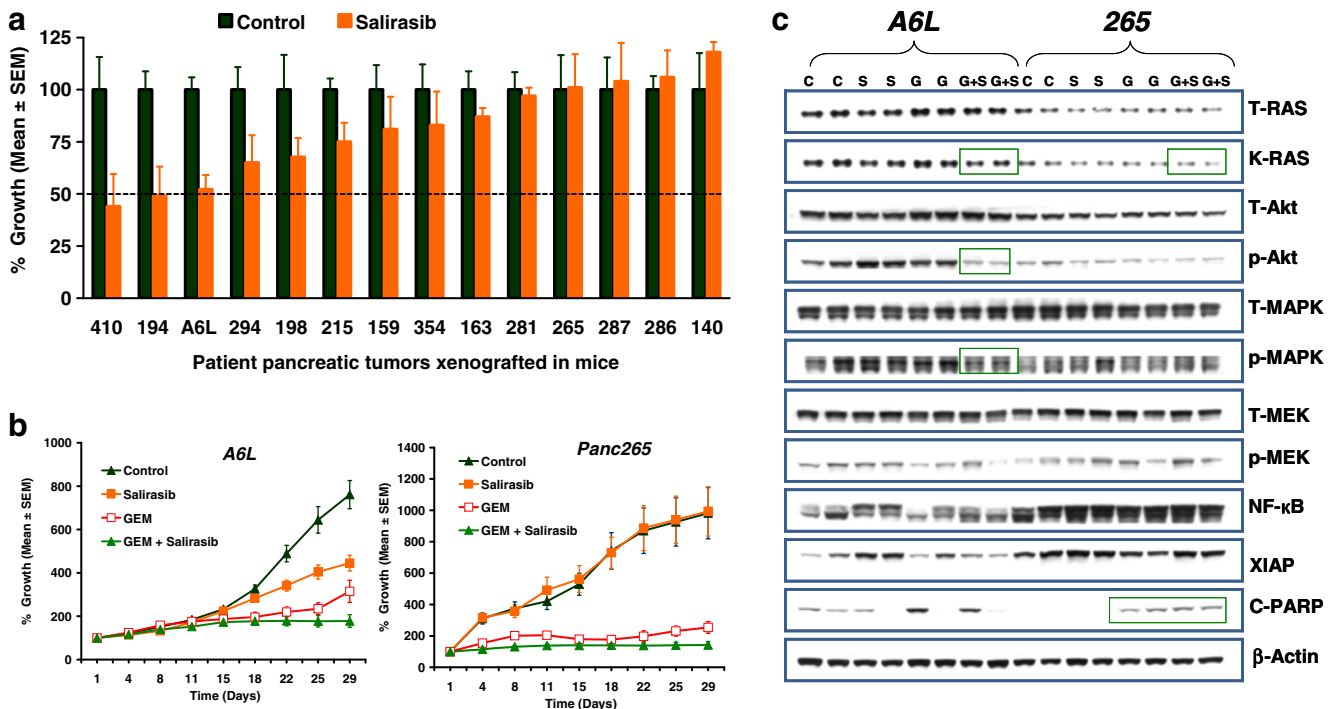 a
Control Salirasib
% Growth (Mean ± SEM)
125
100
75
50
25
0
410 194 A6L 294 198 215 159 354 163 281 265 287 286 140
Patient pancreatic tumors xenografted in mice
b
A6L
% Growth (Mean ± SEM)
1000
800
600
400
200
0
Control
Salirasib
GEM
GEM + Salirasib
1 4 8 11 15 18 22 25 29
Time (Days)
Panc265
% Growth (Mean ± SEM)
1400
1200
1000
800
600
400
200
0
Control
Salirasib
GEM
GEM + Salirasib
1 4 8 11 15 18 22 25 29
Time (Days)
c
A6L 265
C C S S G G G+S G+S C C S S G G G+S G+S
T-RAS
K-RAS
T-Akt
p-Akt
T-MAPK
p-MAPK
T-MEK
p-MEK
NF-κB
XIAP
C-PARP
β-Actin